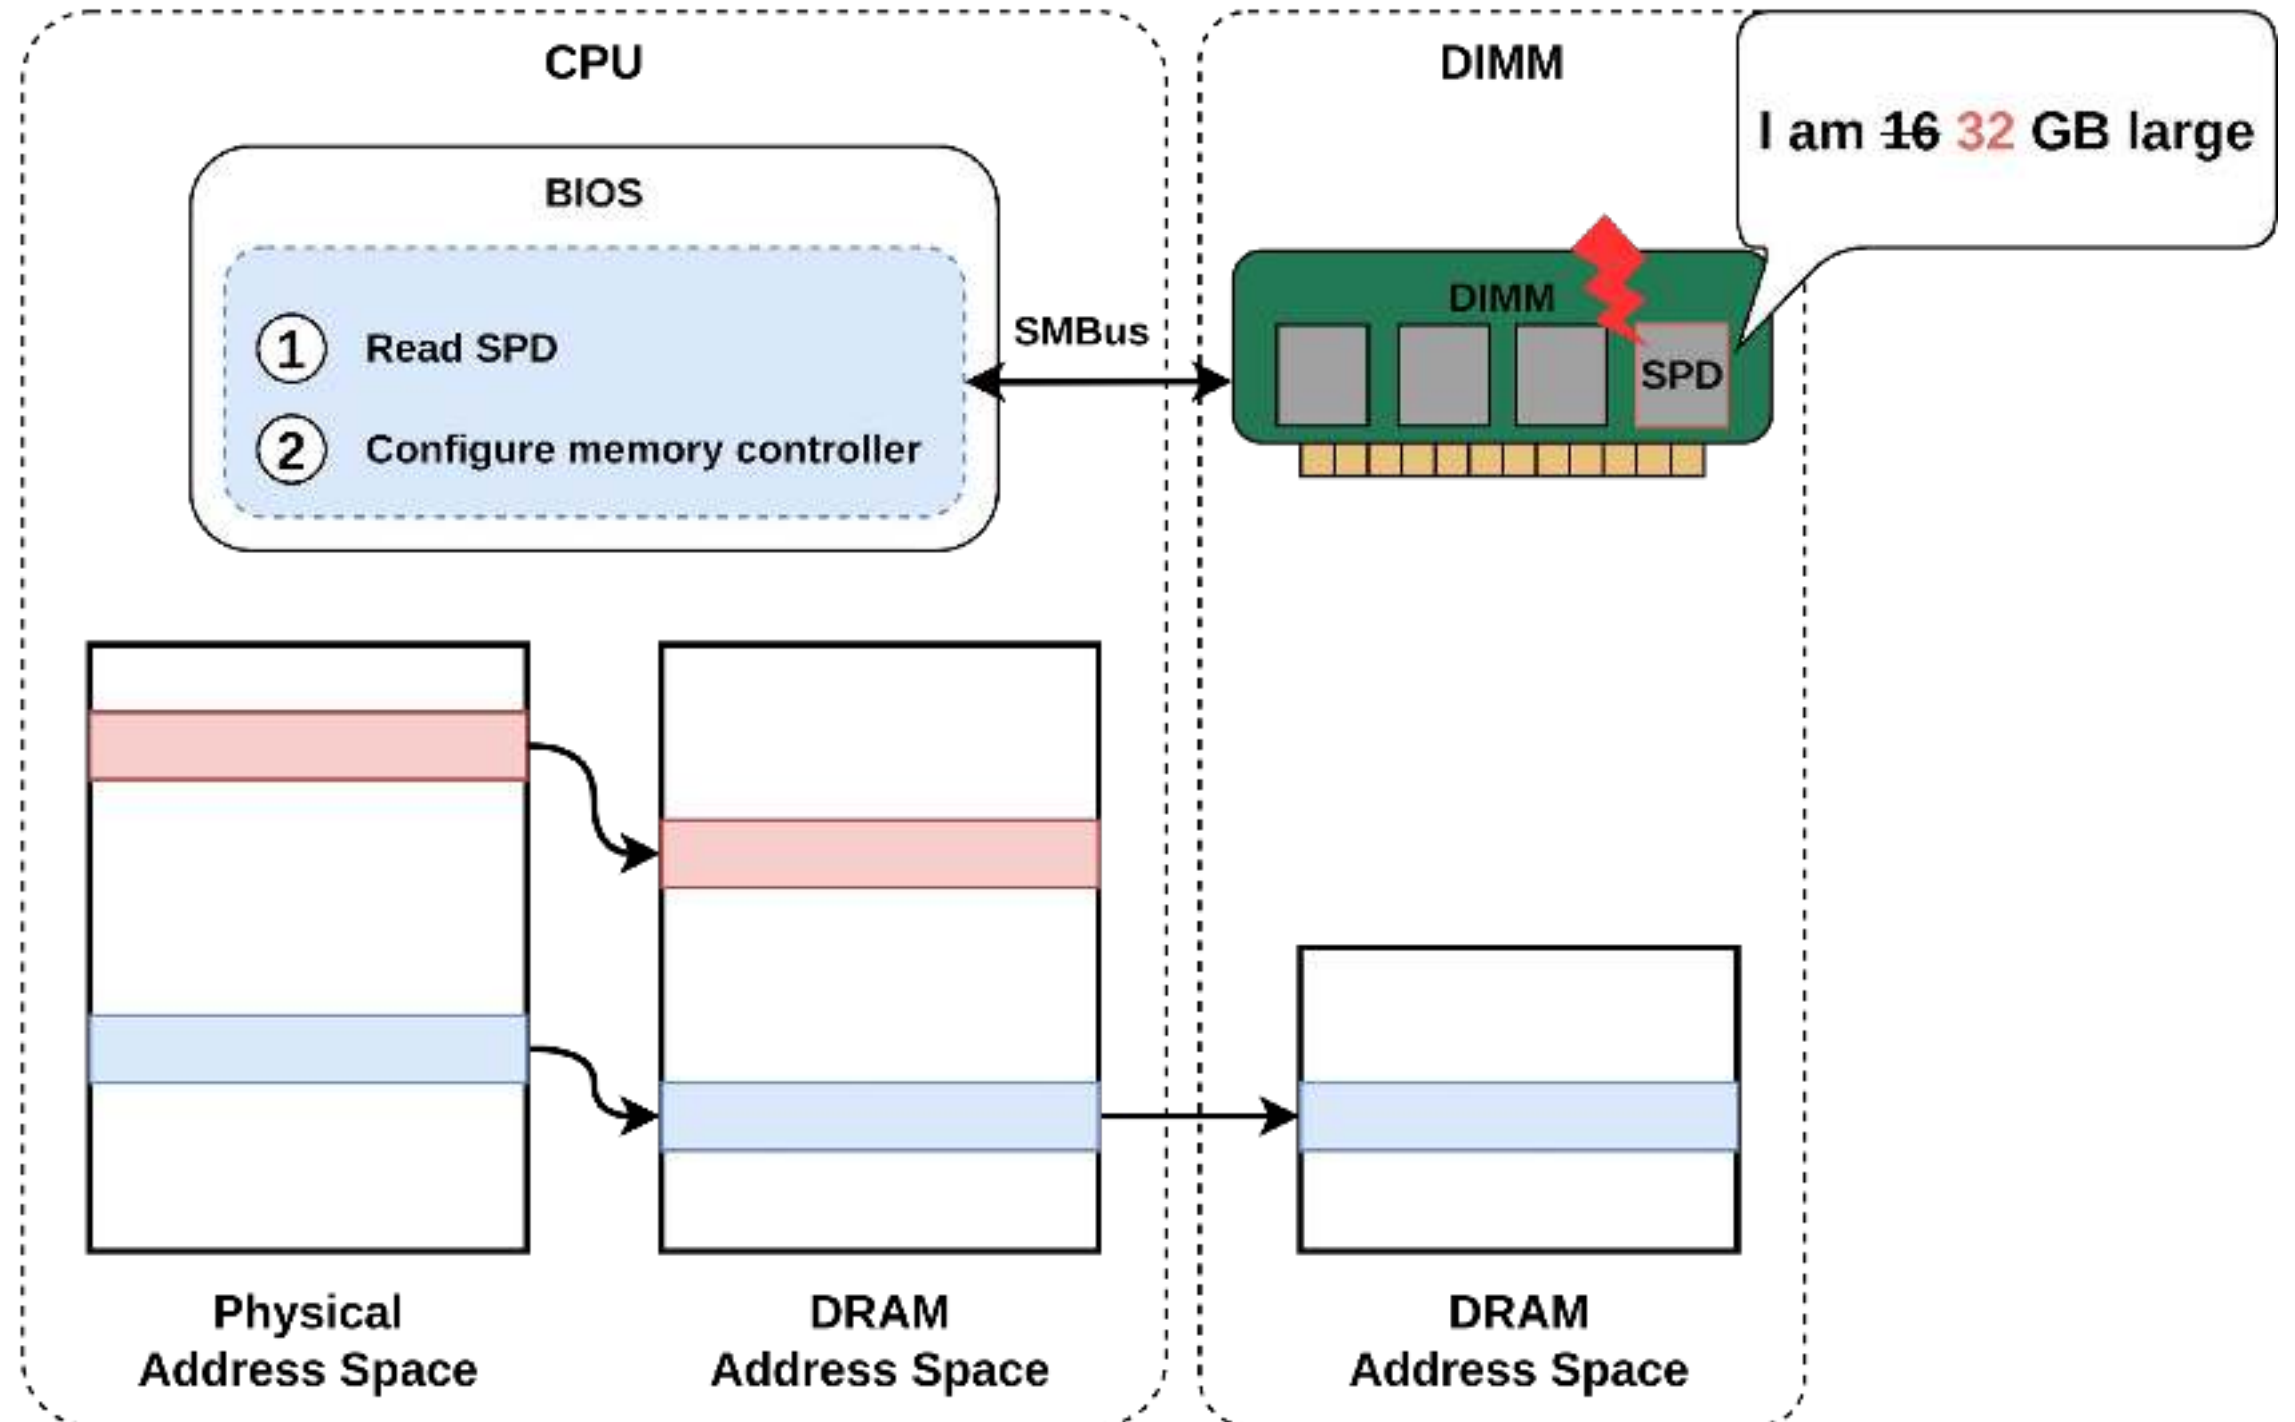 CPU
DIMM
I am 16 32 GB large
BIOS
1 Read SPD
2 Configure memory controller
SMBus
DIMM
SPD
Physical
Address Space
DRAM
Address Space
DRAM
Address Space